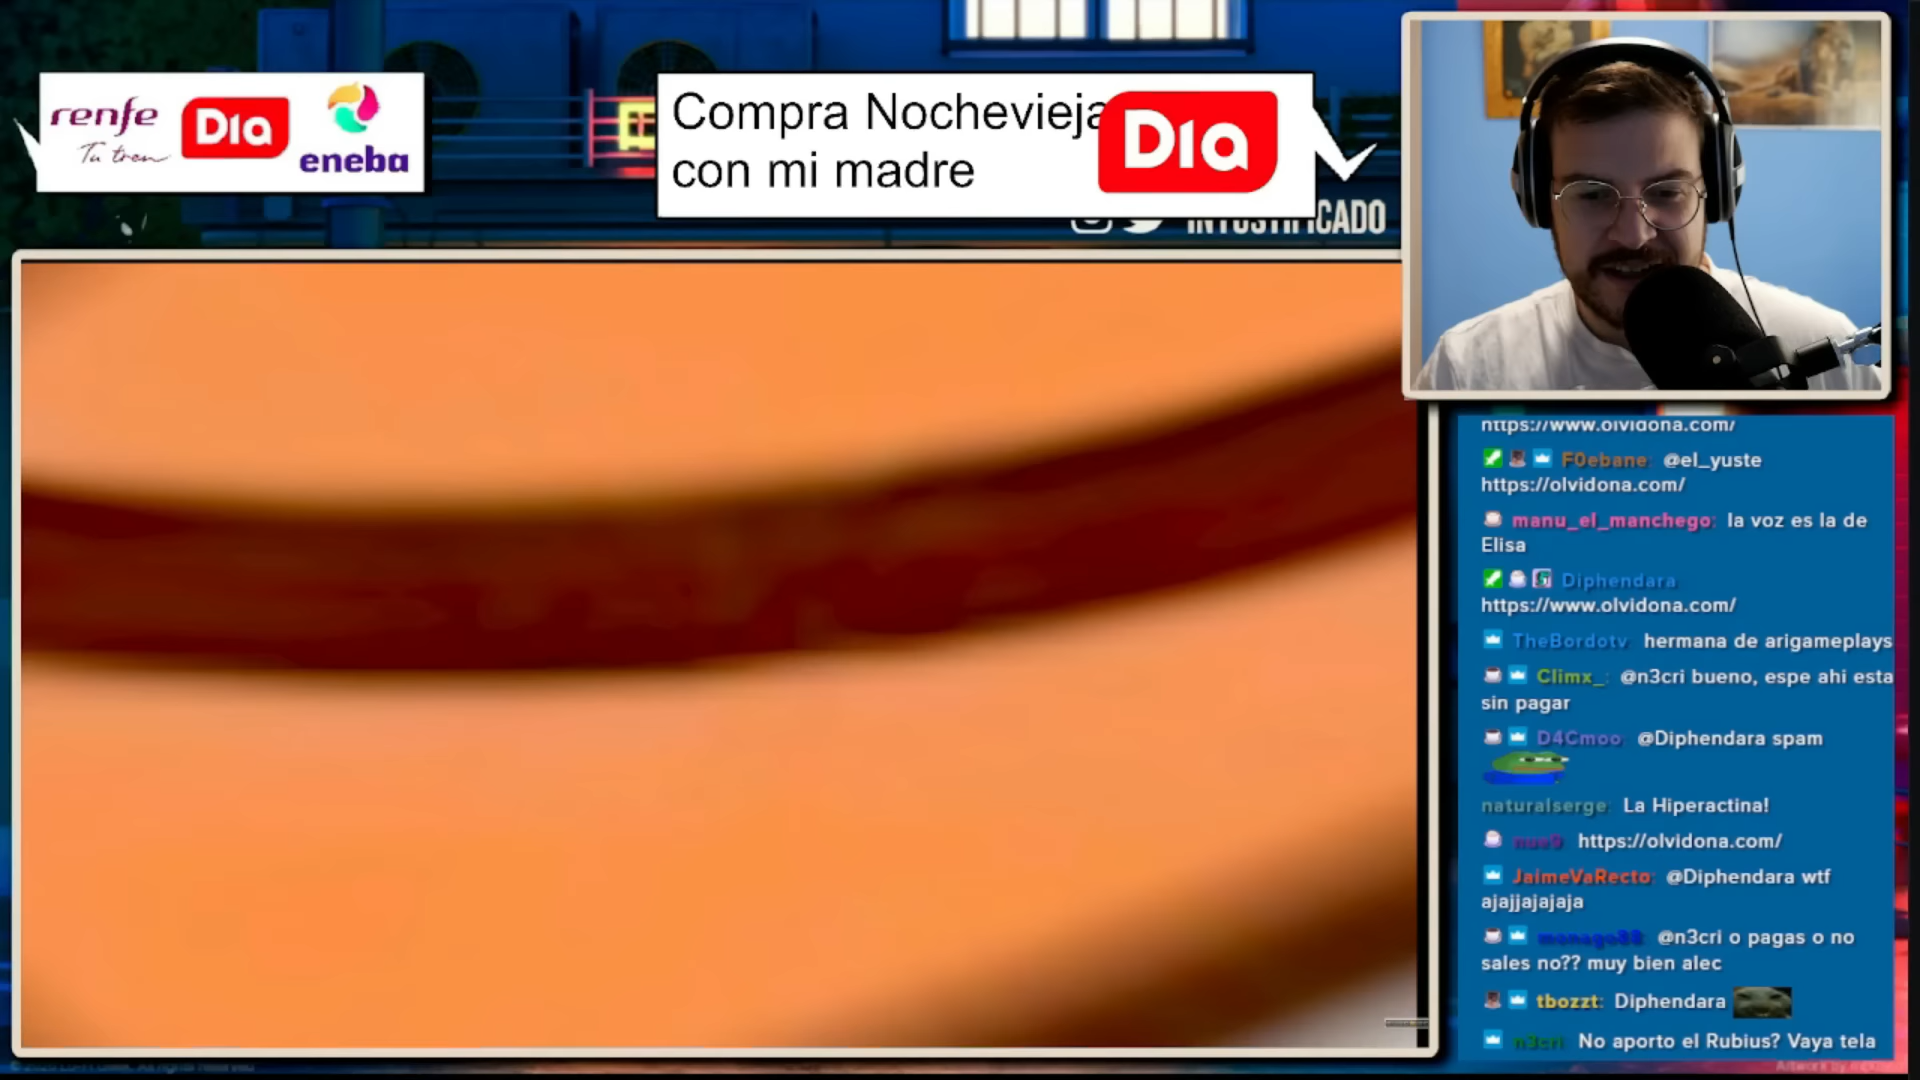 renfe
Tu tren
Dia
eneba
Compra Nochevieja
con mi madre
Dia
https://www.olvidona.com/
F0ebane: @el_yuste
https://olvidona.com/
manu_el_manchego: la voz es la de
Elisa
Diphendara
https://www.olvidona.com/
TheBordotv: hermana de arigameplays
Climx_: @n3cri bueno, espe ahi esta
sin pagar
D4Cmoo: @Diphendara spam
naturalserge: La Hiperactina!
https://olvidona.com/
JaimeVaRecto: @Diphendara wtf
ajajjajajaja
@n3cri o pagas o no
sales no?? muy bien alec
tbozzt: Diphendara
n3cri: No aporto el Rubius? Vaya tela